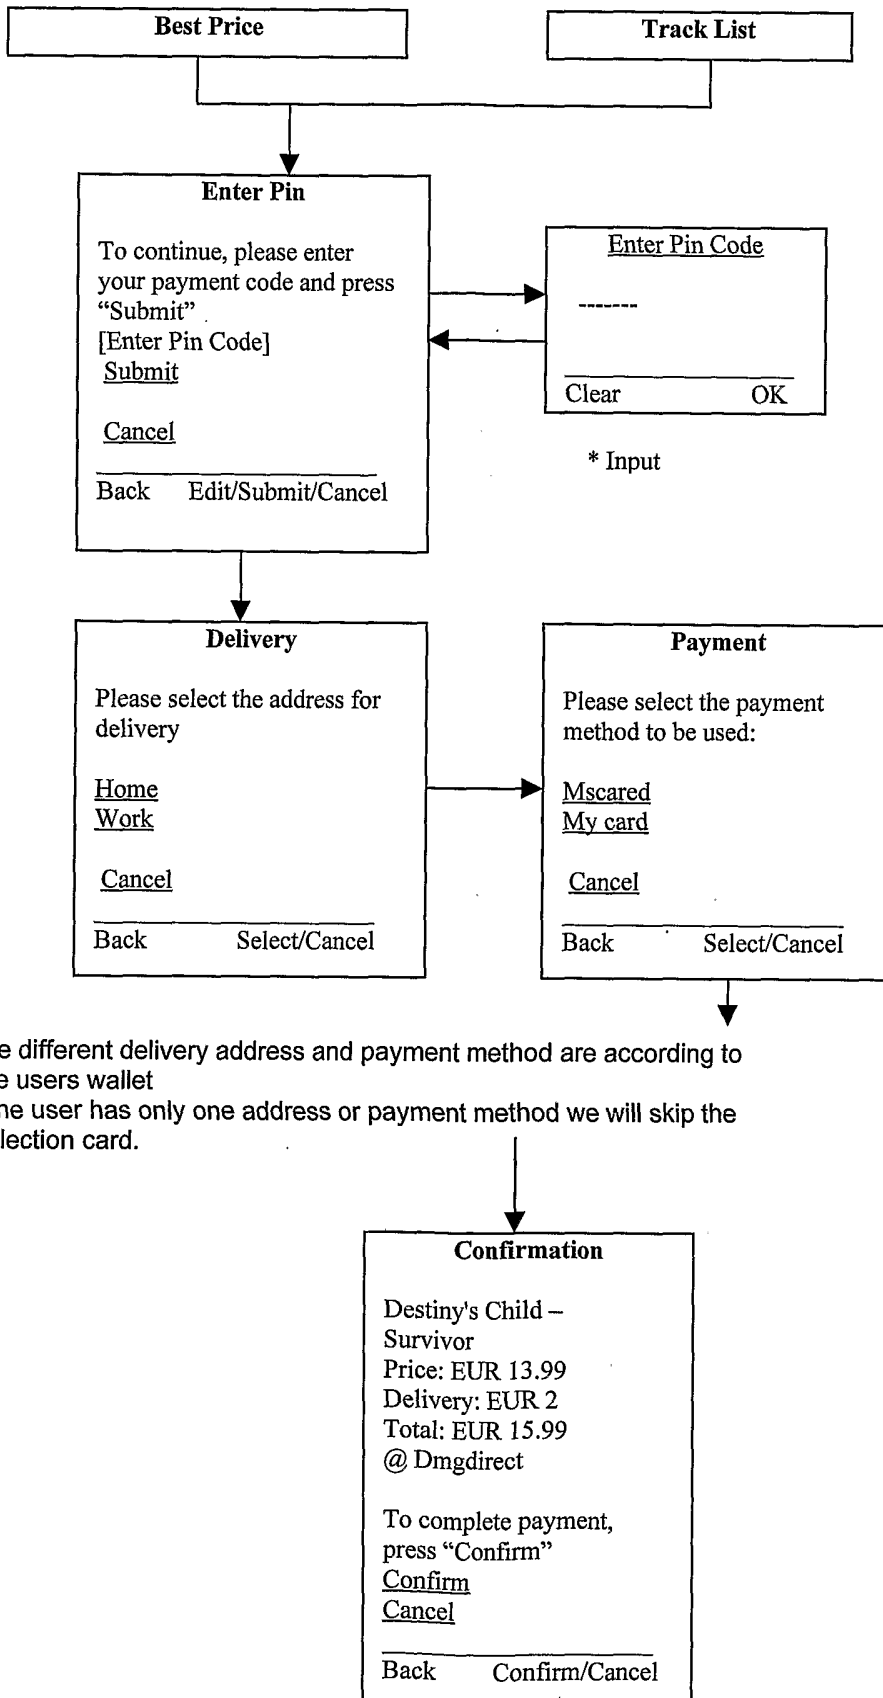 Best Price
Track List
Enter Pin
To continue, please enter
your payment code and press
“Submit”
[Enter Pin Code]
Submit
Cancel
Back Edit/Submit/Cancel
Enter Pin Code
-------
Clear OK
* Input
Delivery
Please select the address for
delivery
Home
Work
Cancel
Back Select/Cancel
Payment
Please select the payment
method to be used:
Mscared
My card
Cancel
Back Select/Cancel
e different delivery address and payment method are according to
e users wallet
ne user has only one address or payment method we will skip the
lection card.
Confirmation
Destiny's Child –
Survivor
Price: EUR 13.99
Delivery: EUR 2
Total: EUR 15.99
@ Dmgdirect
To complete payment,
press “Confirm”
Confirm
Cancel
Back Confirm/Cancel